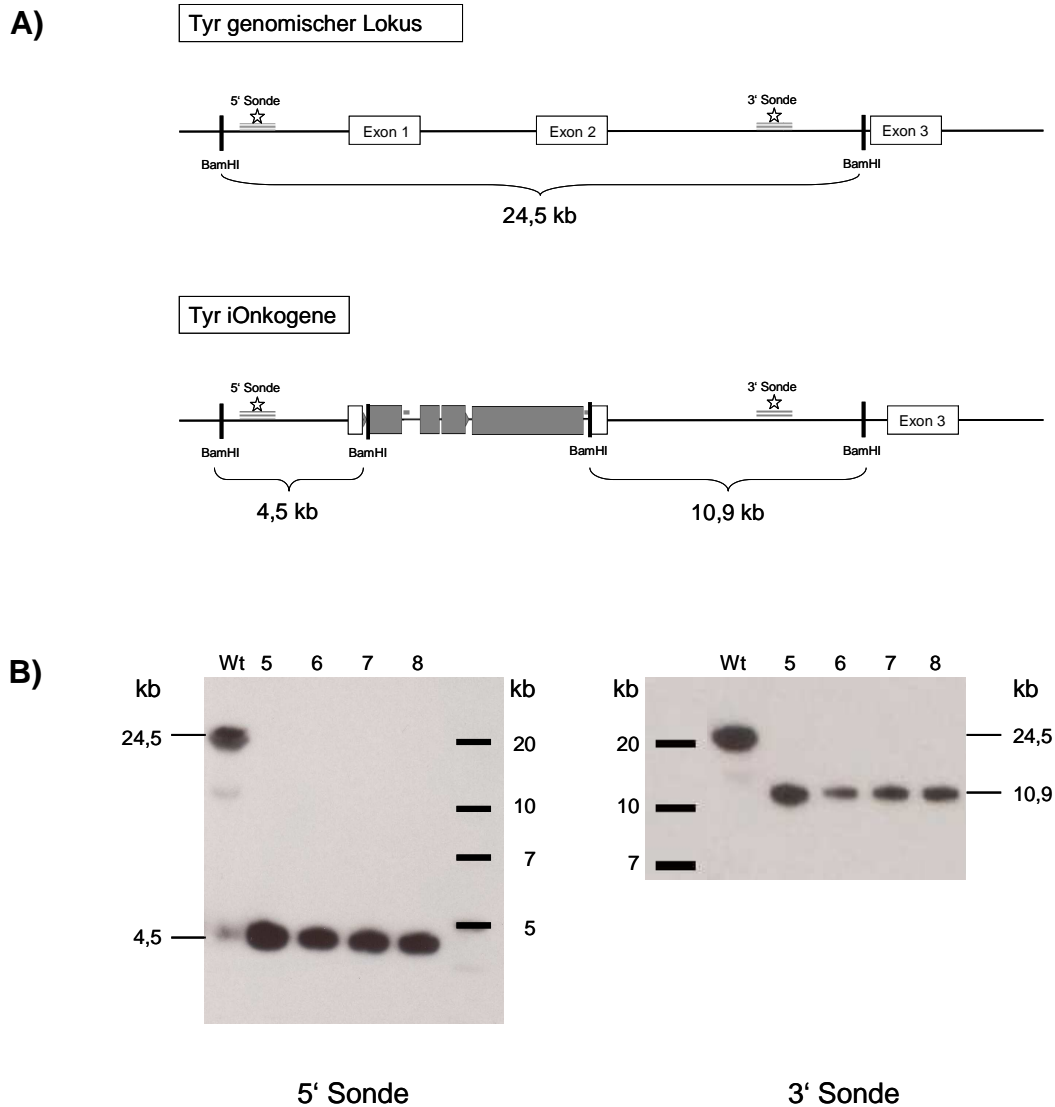 A)
Tyr genomischer Lokus
5‘ Sonde
3‘ Sonde
Exon 1
Exon 2
Exon 3
BamHI
BamHI
24,5 kb
Tyr iOnkogene
5‘ Sonde
3‘ Sonde
Exon 3
BamHI
BamHI
BamHI
BamHI
4,5 kb
10,9 kb
B)
Wt 5 6 7 8
kb
kb
24,5
20
10
7
5
4,5
5‘ Sonde
Wt 5 6 7 8
kb
kb
20
24,5
10
10,9
7
3‘ Sonde